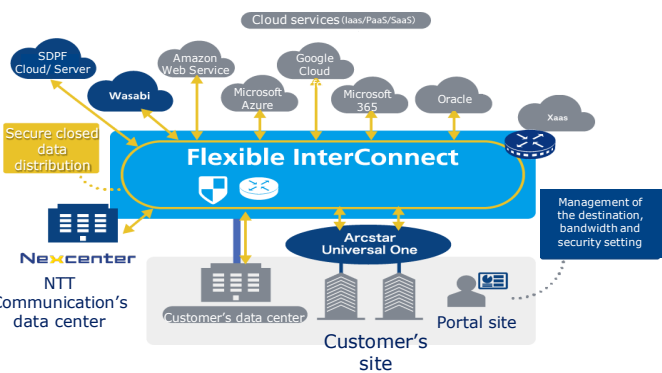 Cloud services (Iaas/PaaS/SaaS)
SDPF
Cloud/ Server
Wasabi
Amazon
Web Service
Microsoft
Azure
Google
Cloud
Microsoft
365
Oracle
Xaas
Secure closed
data
distribution
Flexible InterConnect
Management of
the destination,
bandwidth and
security setting
Arcstar
Universal One
Nexcenter
NTT
Communication's
data center
Customer's data center
Customer's
site
Portal site